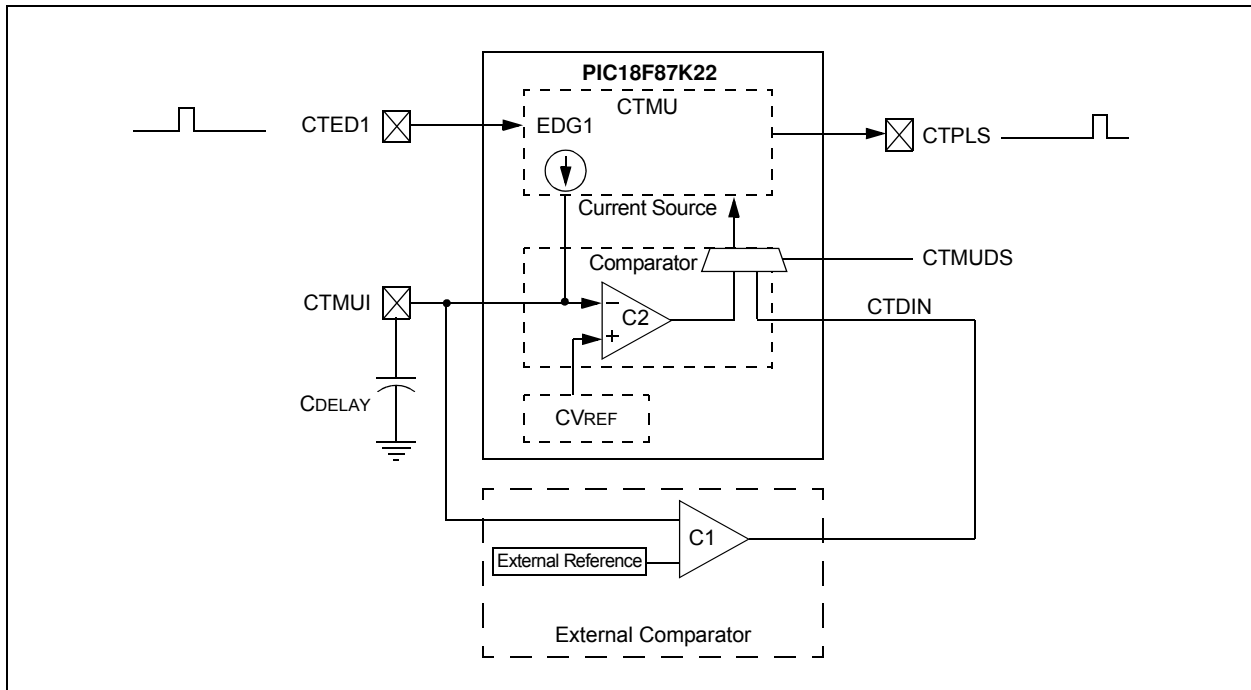 PIC18F87K22
CTMU
CTED1
EDG1
CTPLS
Current Source
Comparator
CTMUDS
CTMUI
C2
CTDIN
CDELAY
CVREF
C1
External Reference
External Comparator